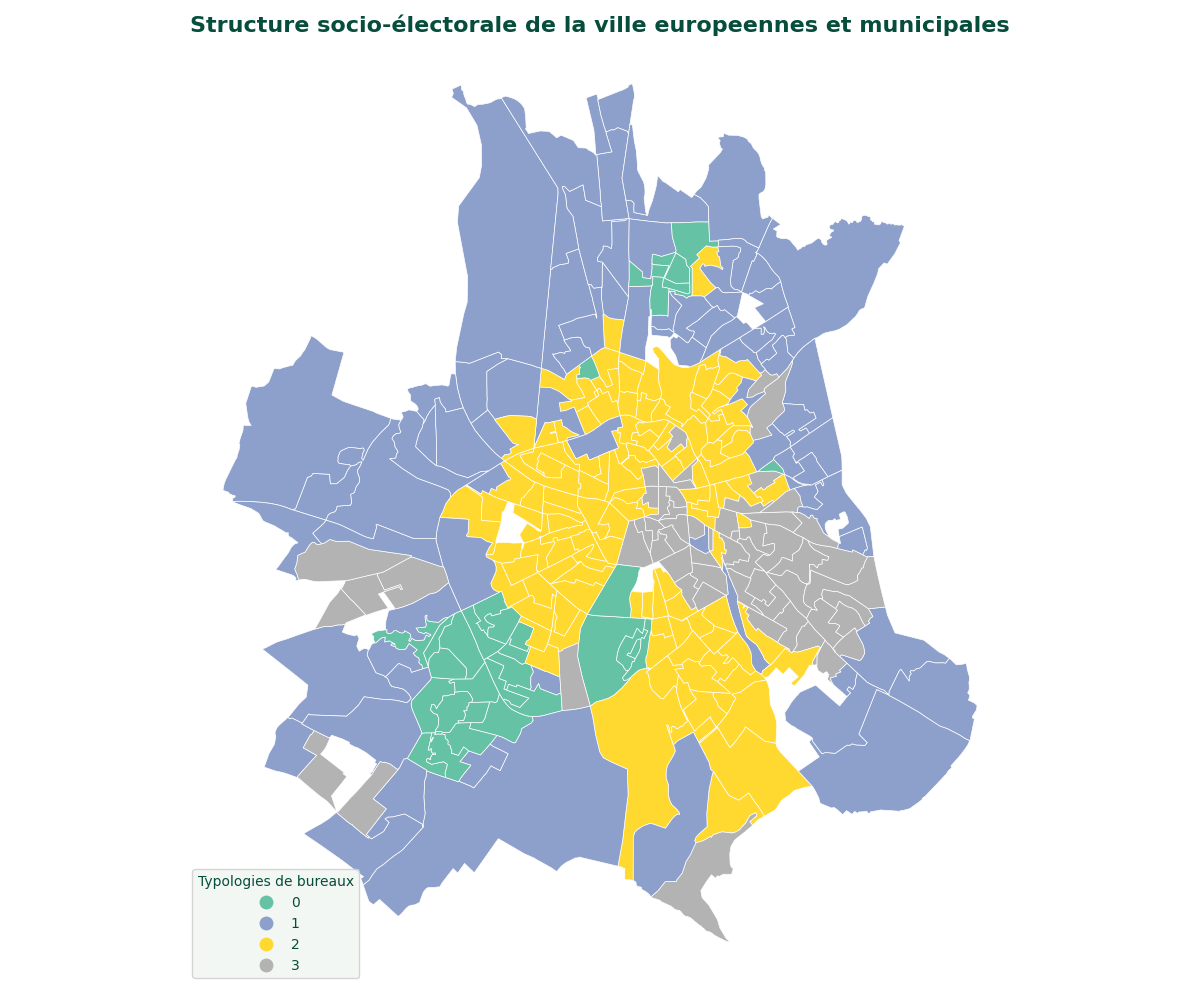 Structure socio-électorale de la ville europeennes et municipales
Typologies de bureaux
0
1
2
3